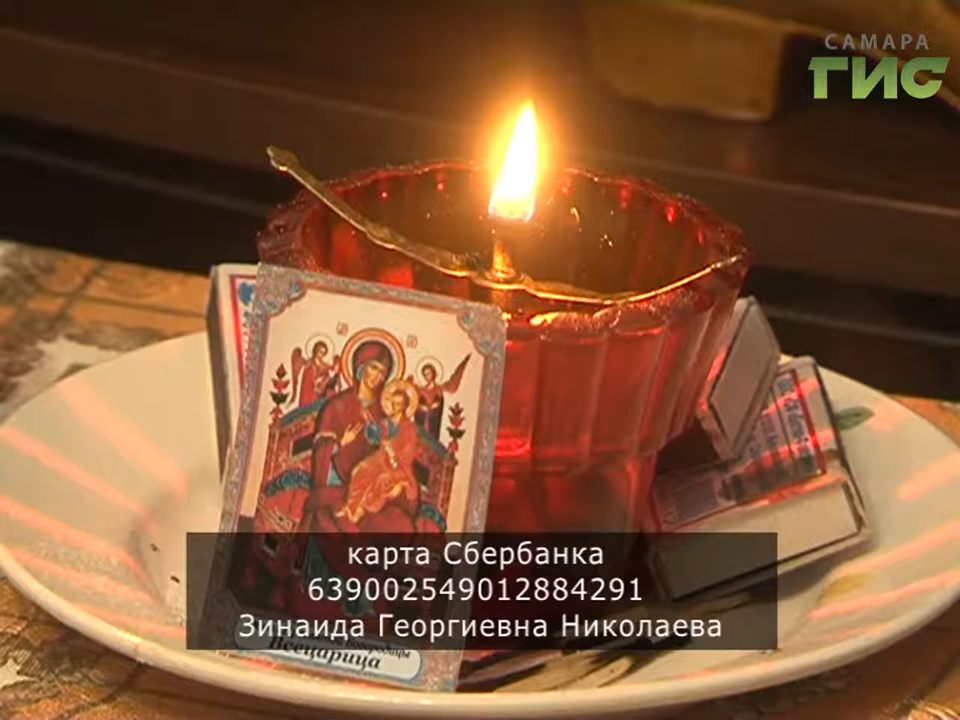 САМАРА
ГИС
карта Сбербанка
639002549012884291
Зинаида Георгиевна Николаева
Всецарица